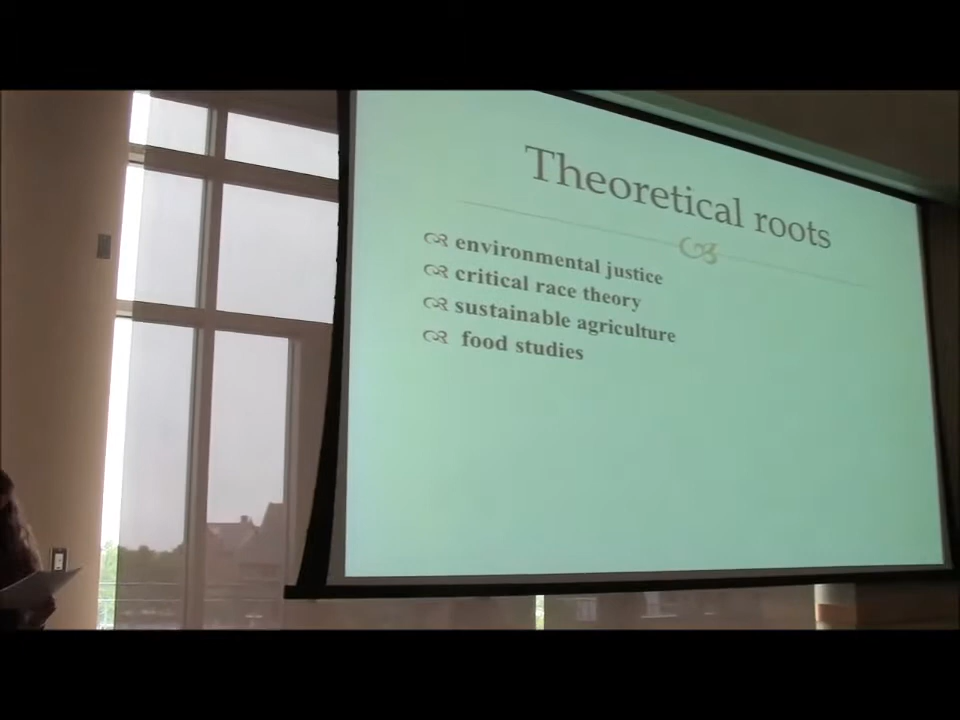 Theoretical roots
environmental justice
critical race theory
sustainable agriculture
food studies